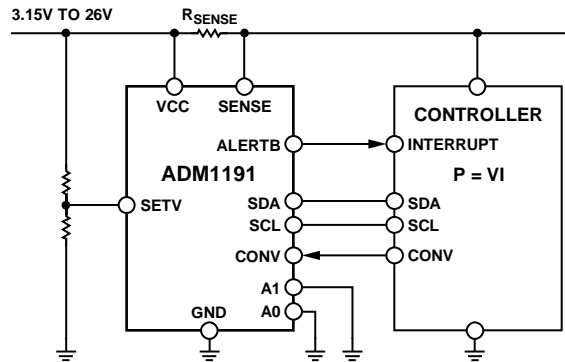 3.15V TO 26V
RSENSE
VCC
SENSE
CONTROLLER
ALERTB
INTERRUPT
ADM1191
P = VI
SETV
SDA
SDA
SCL
SCL
CONV
CONV
A1
GND
A0